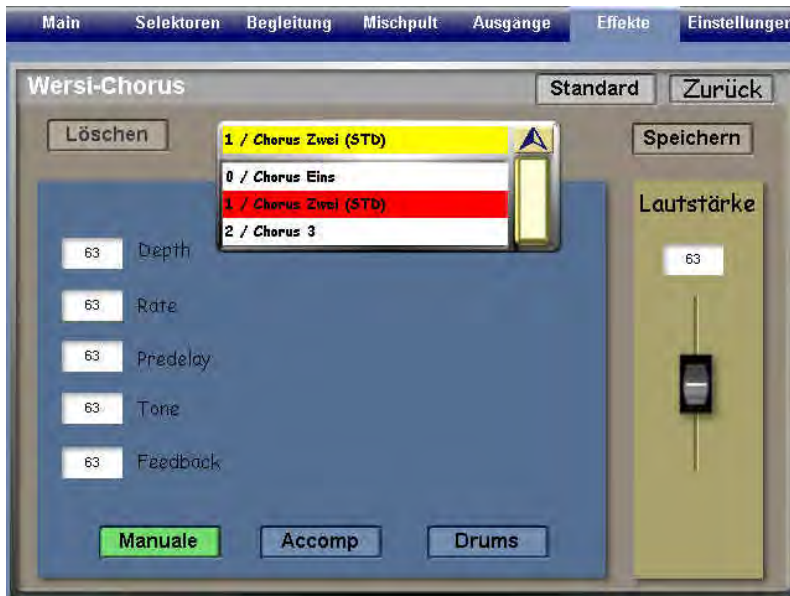 Main Selektoren Begleitung Mischpult Ausgänge Effekte Einstellungen
Wersi-Chorus Standard Zurück
Löschen 1 / Chorus Zwei (STD) Speichern
0 / Chorus Eins
1 / Chorus Zwei (STD)
2 / Chorus 3
Lautstärke
63
63 Depth
63 Rate
63 Predelay
63 Tone
63 Feedback
Manuale Accomp Drums